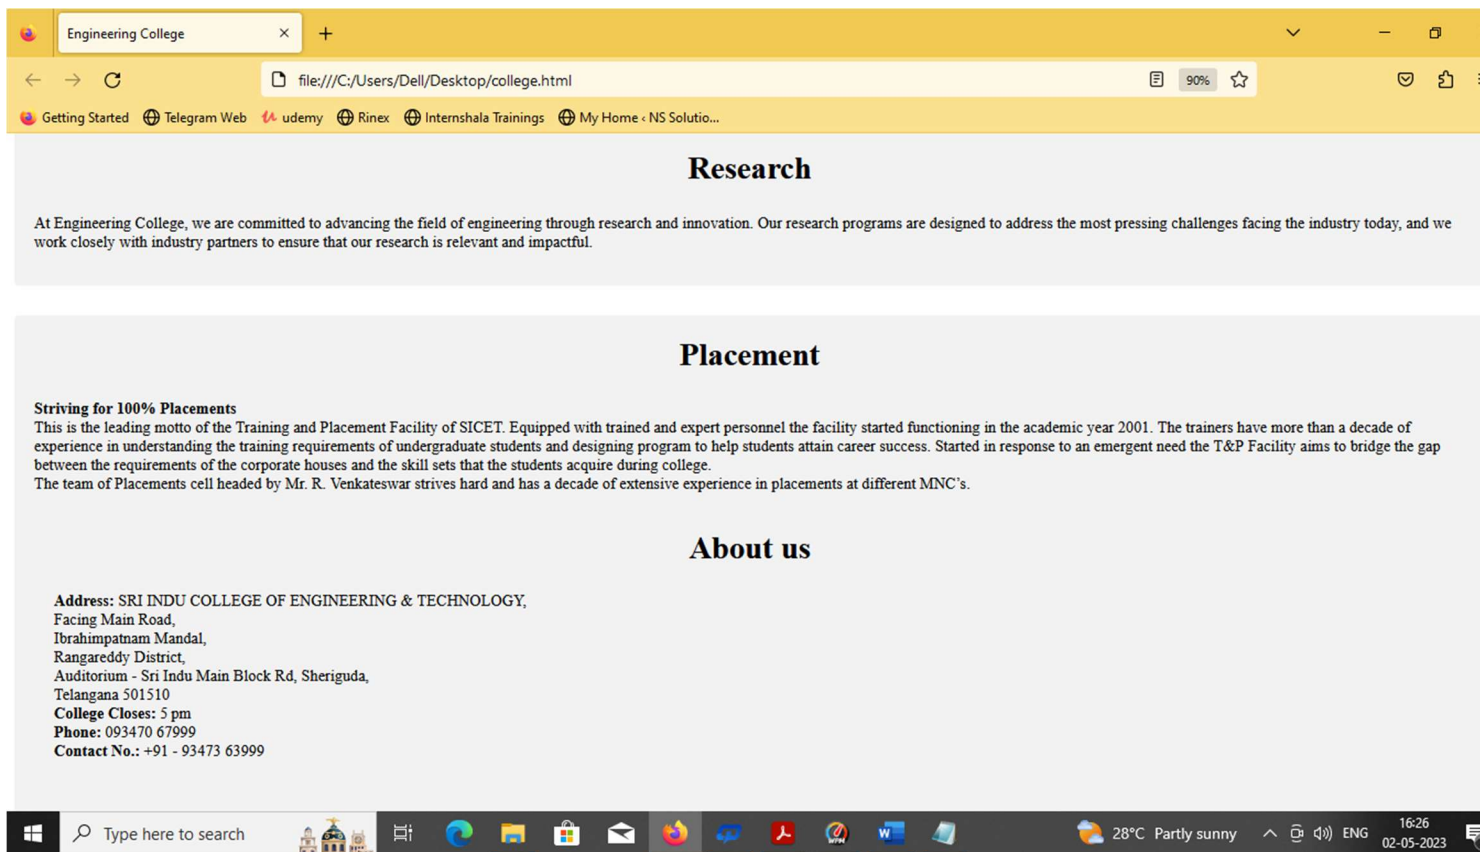 Engineering College
file:///C:/Users/Dell/Desktop/college.html
90%
Getting Started Telegram Web udemy Rinex Internshala Trainings My Home ‹ NS Solutio...
Research
At Engineering College, we are committed to advancing the field of engineering through research and innovation. Our research programs are designed to address the most pressing challenges facing the industry today, and we
work closely with industry partners to ensure that our research is relevant and impactful.
Placement
Striving for 100% Placements
This is the leading motto of the Training and Placement Facility of SICET. Equipped with trained and expert personnel the facility started functioning in the academic year 2001. The trainers have more than a decade of
experience in understanding the training requirements of undergraduate students and designing program to help students attain career success. Started in response to an emergent need the T&P Facility aims to bridge the gap
between the requirements of the corporate houses and the skill sets that the students acquire during college.
The team of Placements cell headed by Mr. R. Venkateswar strives hard and has a decade of extensive experience in placements at different MNC’s.
About us
Address: SRI INDU COLLEGE OF ENGINEERING & TECHNOLOGY,
Facing Main Road,
Ibrahimpatnam Mandal,
Rangareddy District,
Auditorium - Sri Indu Main Block Rd, Sheriguda,
Telangana 501510
College Closes: 5 pm
Phone: 093470 67999
Contact No.: +91 - 93473 63999
Type here to search
28°C Partly sunny
ENG
16:26
02-05-2023